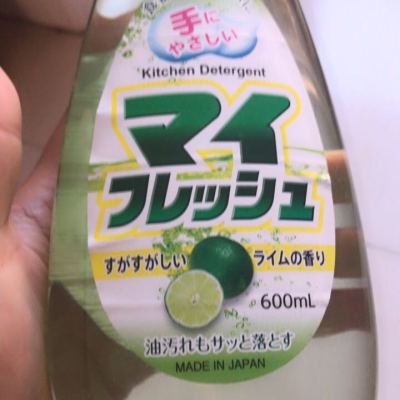 手に
やさしい
Kitchen Detergent
マイ
フレッシュ
すがすがしい ライムの香り
600mL
油汚れもサッと落とす
MADE IN JAPAN